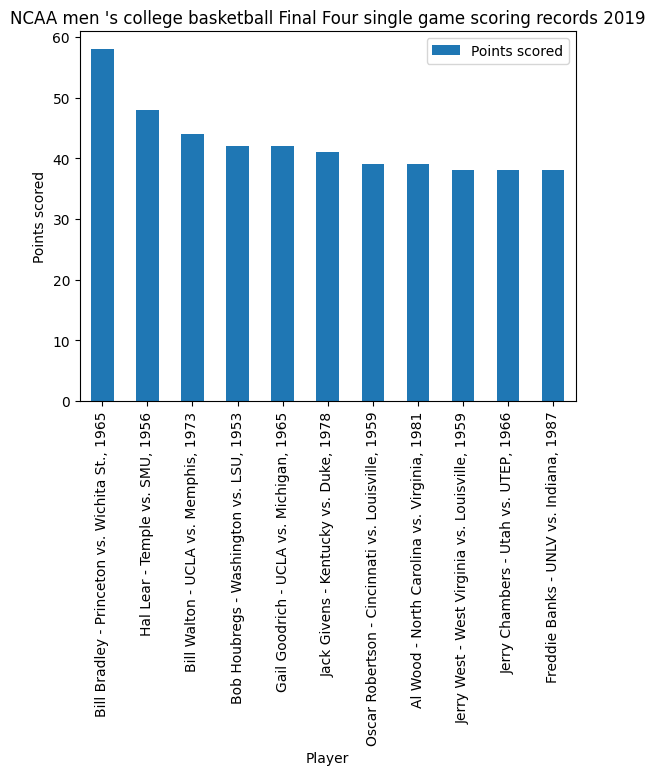 NCAA men 's college basketball Final Four single game scoring records 2019
Points scored
Points scored
60
50
40
30
20
10
0
Bill Bradley - Princeton vs. Wichita St., 1965
Hal Lear - Temple vs. SMU, 1956
Bill Walton - UCLA vs. Memphis, 1973
Bob Houbregs - Washington vs. LSU, 1953
Gail Goodrich - UCLA vs. Michigan, 1965
Jack Givens - Kentucky vs. Duke, 1978
Oscar Robertson - Cincinnati vs. Louisville, 1959
Al Wood - North Carolina vs. Virginia, 1981
Jerry West - West Virginia vs. Louisville, 1959
Jerry Chambers - Utah vs. UTEP, 1966
Freddie Banks - UNLV vs. Indiana, 1987
Player